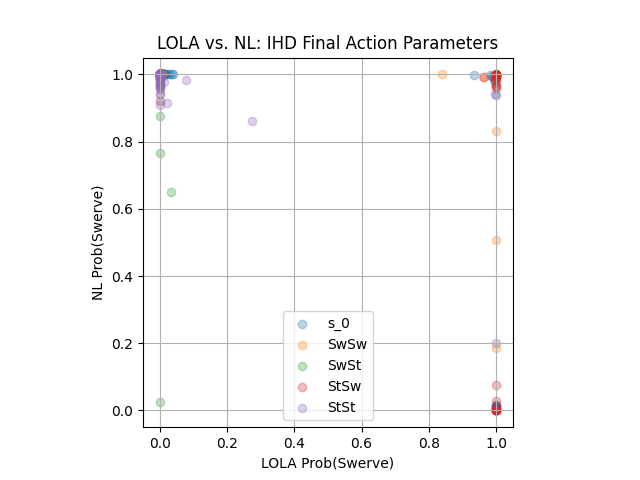 LOLA vs. NL: IHD Final Action Parameters
1.0
0.8
0.6
0.4
0.2
0.0
NL Prob(Swerve)
s_0
SwSw
SwSt
StSw
StSt
0.0 0.2 0.4 0.6 0.8 1.0
LOLA Prob(Swerve)